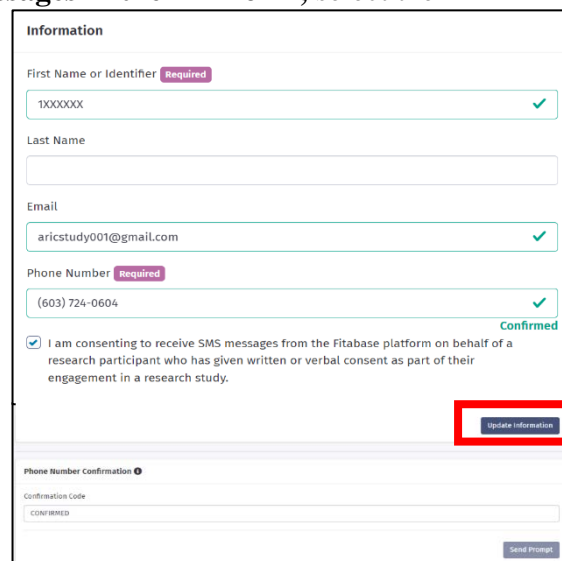 Information
First Name or Identifier Required
1XXXXXX
Last Name
Email
aricstudy001@gmail.com
Phone Number Required
(603) 724-0604
Confirmed
I am consenting to receive SMS messages from the Fitabase platform on behalf of a
research participant who has given written or verbal consent as part of their
engagement in a research study.
Update Information
Phone Number Confirmation
Confirmation Code
CONFIRMED
Send Prompt